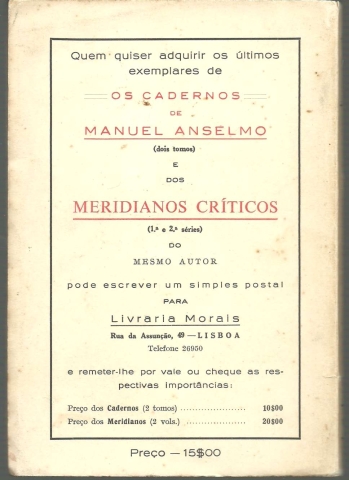 Quem quiser adquirir os últimos
exemplares de
OS CADERNOS
DE
MANUEL ANSELMO
(dois tomos)
E
DOS
MERIDIANOS CRÍTICOS
(1.ª e 2.ª séries)
DO
MESMO AUTOR
pode escrever um simples postal
PARA
Livraria Morais
Rua da Assunção, 49 — LISBOA
Telefone 26950
e remeter-lhe por vale ou cheque as res-
pectivas importâncias:
Preço dos Cadernos (2 tomos) ...................... 10$00
Preço dos Meridianos (2 vols.) ...................... 20$00
Preço — 15$00